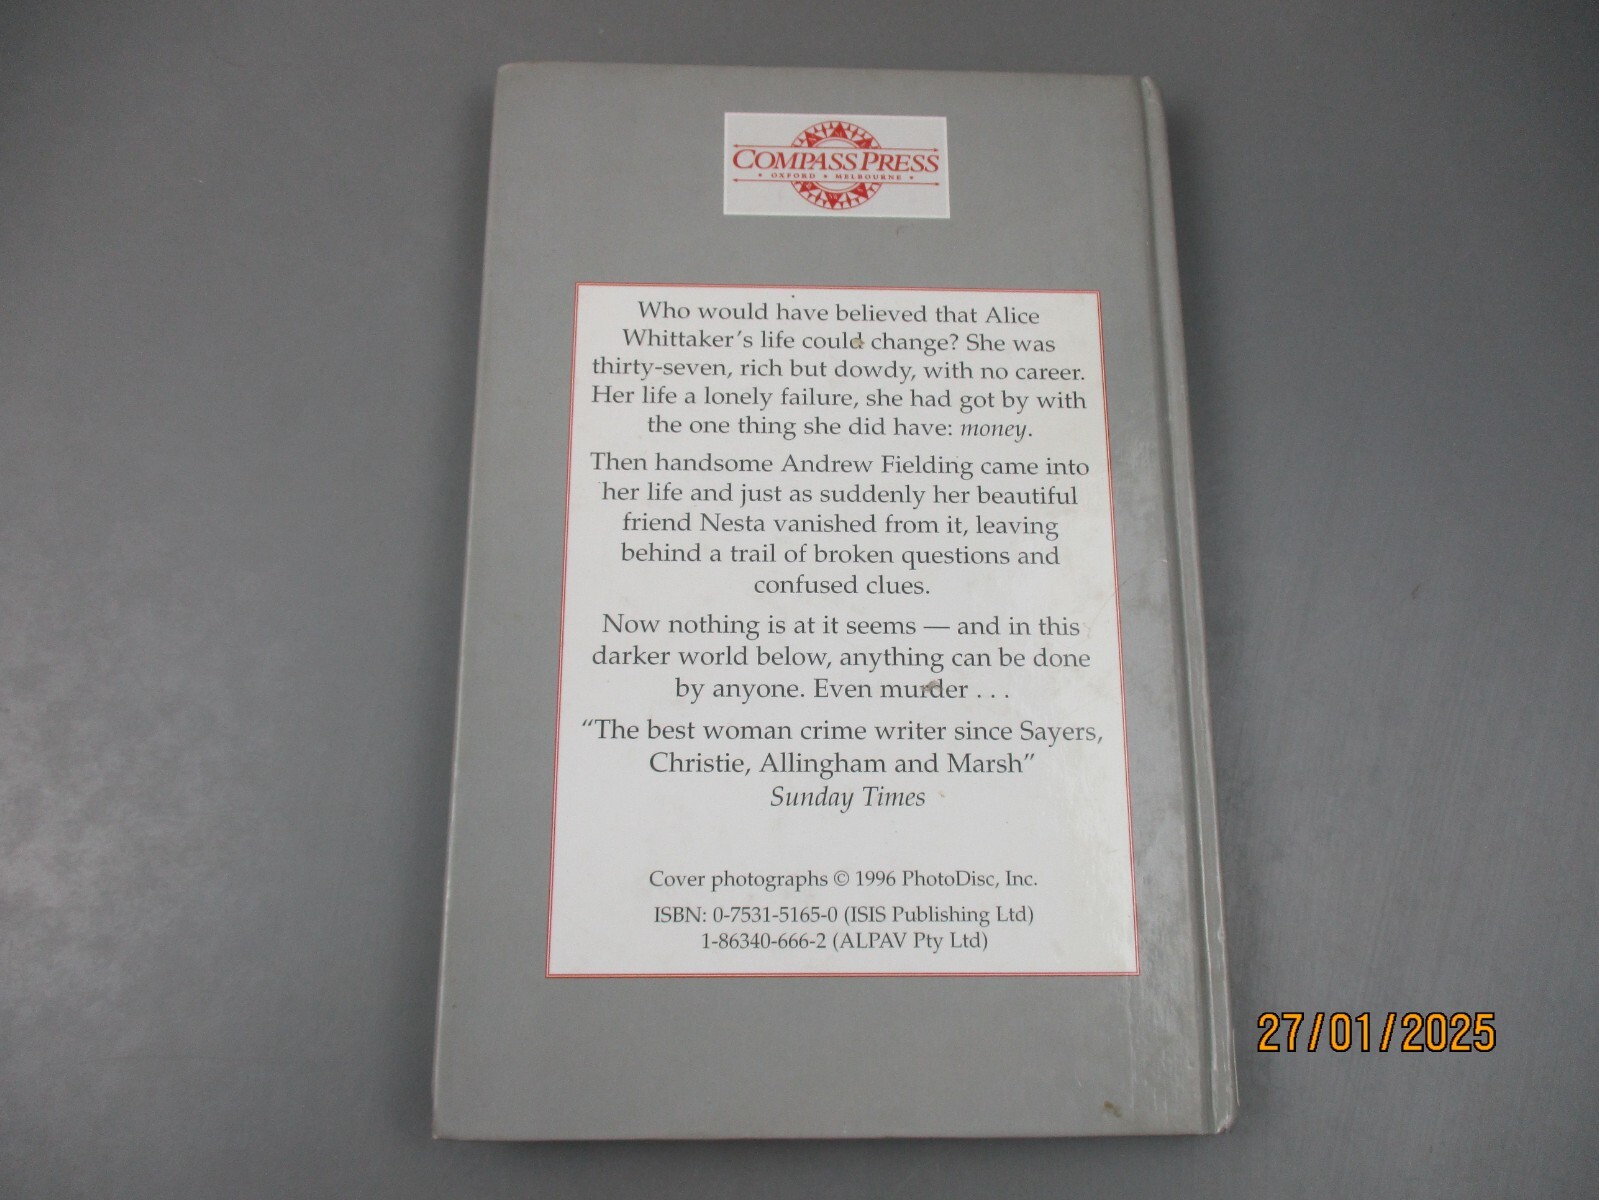 COMPASS PRESS
• OXFORD • MELBOURNE •
Who would have believed that Alice
Whittaker's life could change? She was
thirty-seven, rich but dowdy, with no career.
Her life a lonely failure, she had got by with
the one thing she did have: money.
Then handsome Andrew Fielding came into
her life and just as suddenly her beautiful
friend Nesta vanished from it, leaving
behind a trail of broken questions and
confused clues.
Now nothing is at it seems — and in this
darker world below, anything can be done
by anyone. Even murder . . .
“The best woman crime writer since Sayers,
Christie, Allingham and Marsh”
Sunday Times
Cover photographs © 1996 PhotoDisc, Inc.
ISBN: 0-7531-5165-0 (ISIS Publishing Ltd)
1-86340-666-2 (ALPAV Pty Ltd)
27/01/2025